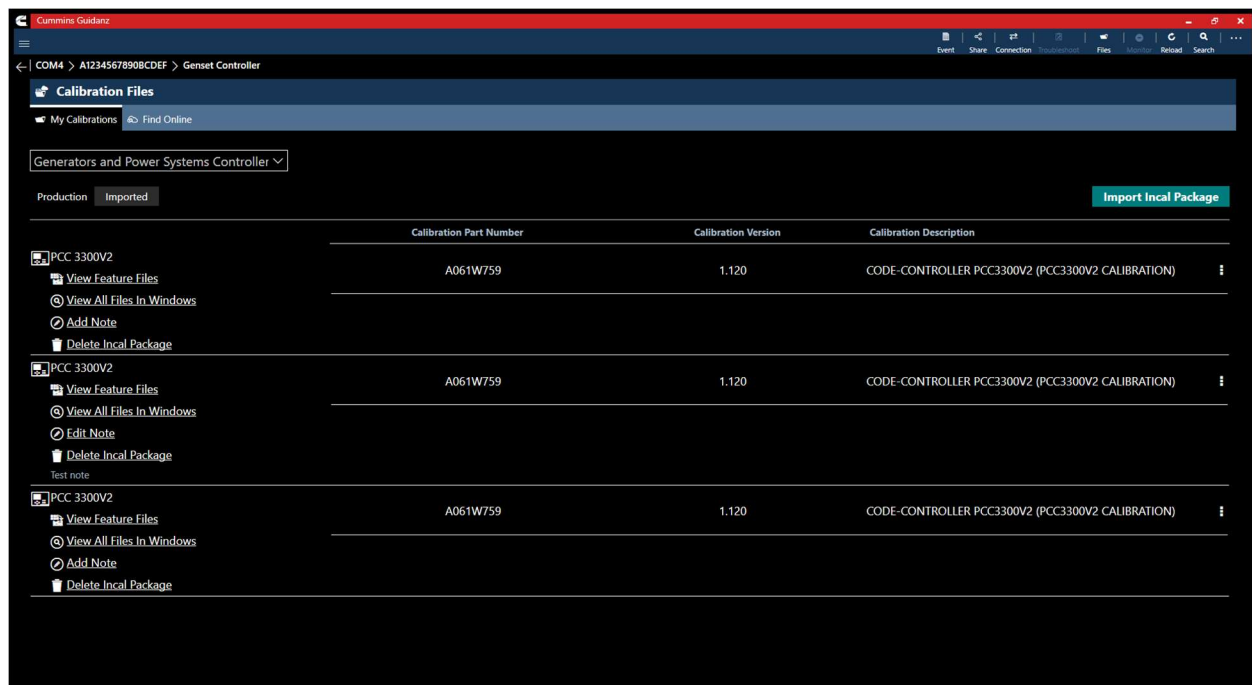 Cummins Guidanz
Event Share Connection Troubleshoot Files Monitor Reload Search
COM4 > A1234567890BCDEF > Genset Controller
Calibration Files
My Calibrations Find Online
Generators and Power Systems Controller
Production Imported Import Incal Package
Calibration Part Number Calibration Version Calibration Description
PCC 3300V2
View Feature Files
A061W759 1.120 CODE-CONTROLLER PCC3300V2 (PCC3300V2 CALIBRATION)
View All Files In Windows
Add Note
Delete Incal Package
PCC 3300V2
View Feature Files
A061W759 1.120 CODE-CONTROLLER PCC3300V2 (PCC3300V2 CALIBRATION)
View All Files In Windows
Edit Note
Delete Incal Package
Test note
PCC 3300V2
View Feature Files
A061W759 1.120 CODE-CONTROLLER PCC3300V2 (PCC3300V2 CALIBRATION)
View All Files In Windows
Add Note
Delete Incal Package